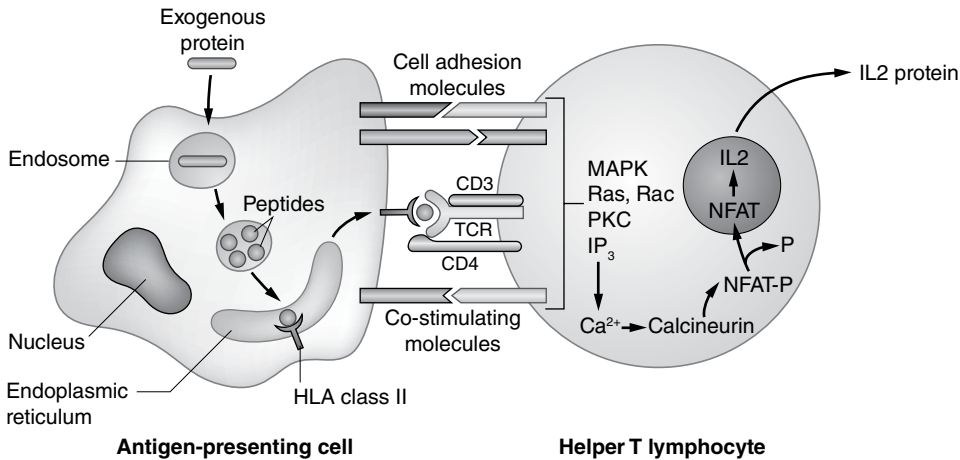 Exogenous
protein
Endosome
Peptides
Nucleus
Endoplasmic
reticulum
HLA class II
Antigen-presenting cell
Cell adhesion
molecules
CD3
TCR
CD4
Co-stimulating
molecules
MAPK
Ras, Rac
PKC
IP₃
Ca²⁺
Calcineurin
NFAT-P
P
NFAT
IL2
IL2 protein
Helper T lymphocyte